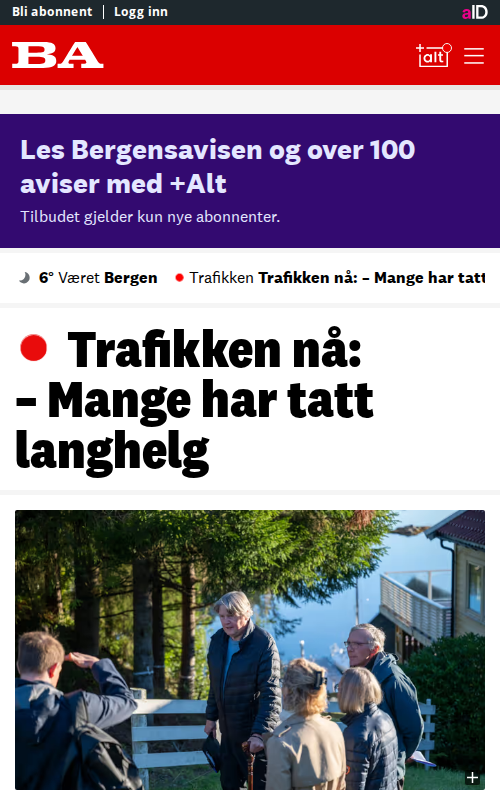 Bli abonnent | Logg inn
aID
BA
+alt
Les Bergensavisen og over 100
aviser med +Alt
Tilbudet gjelder kun nye abonnenter.
6° Været Bergen
Trafikken Trafikken nå: – Mange har tatt
Trafikken nå:
– Mange har tatt
langhelg